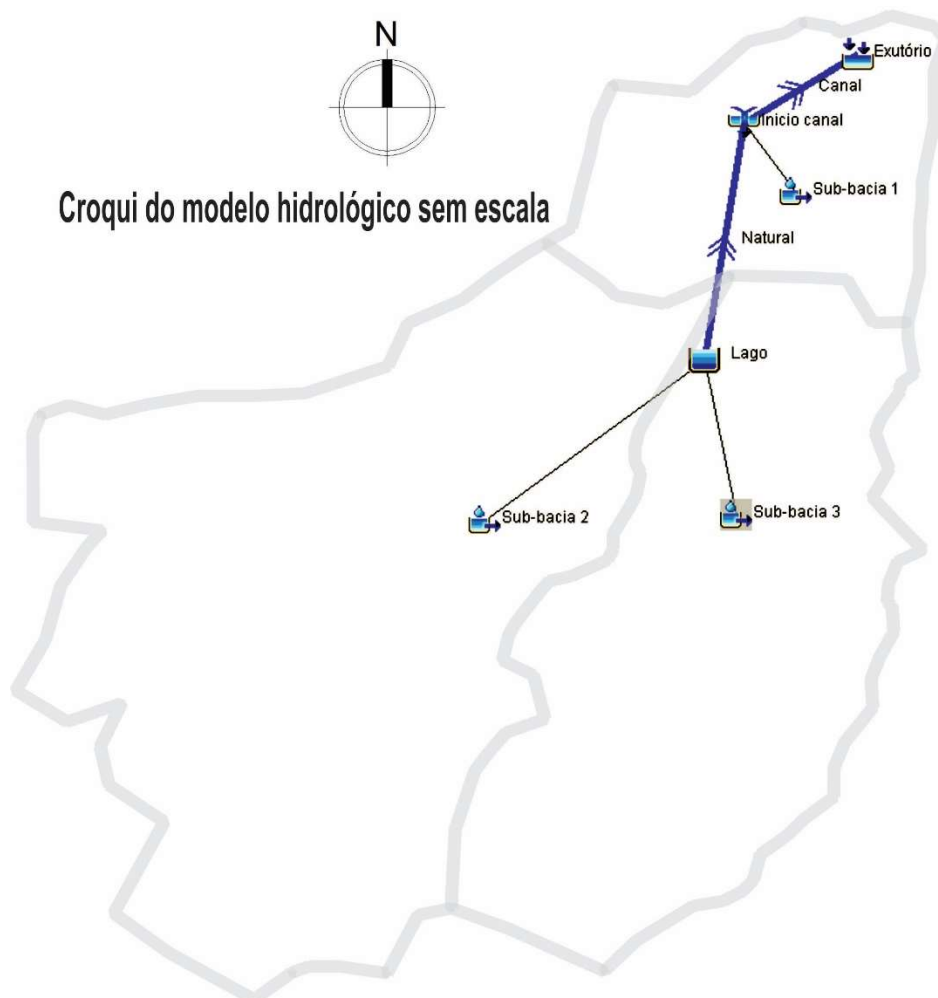 N
Exutório
Canal
Inicio canal
Croqui do modelo hidrológico sem escala
Sub-bacia 1
Natural
Lago
Sub-bacia 2
Sub-bacia 3